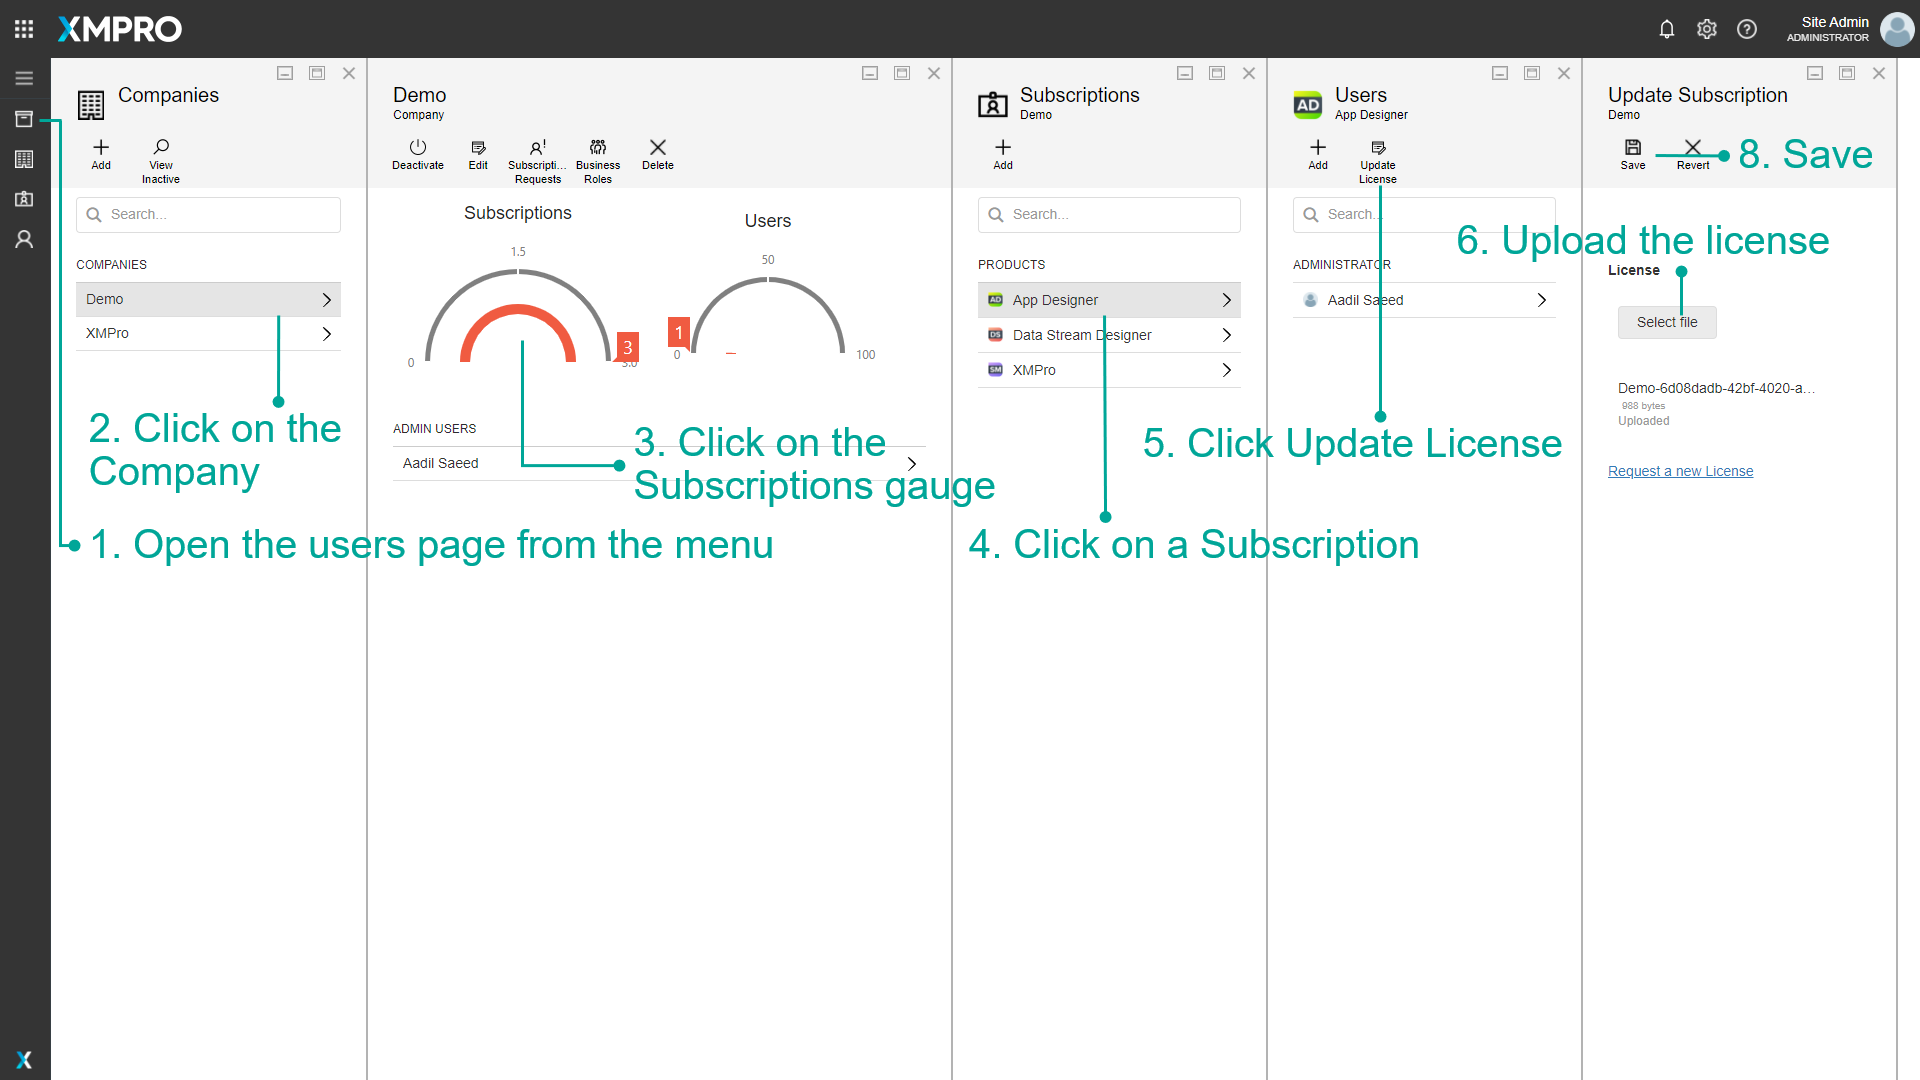 XMPRO
Site Admin
ADMINISTRATOR
Companies
Add
View
Inactive
Search...
COMPANIES
Demo
XMPro
2. Click on the
Company
1. Open the users page from the menu
Demo
Company
Deactivate
Edit
Subscripti...
Requests
Business
Roles
Delete
Subscriptions
1.5
0
3
3.0
Users
50
1
0
100
ADMIN USERS
Aadil Saeed
3. Click on the
Subscriptions gauge
Subscriptions
Demo
Add
Search...
PRODUCTS
AD
App Designer
DS
Data Stream Designer
SM
XMPro
4. Click on a Subscription
AD
Users
App Designer
Add
Update
License
Search...
ADMINISTRATOR
Aadil Saeed
5. Click Update License
Update Subscription
Demo
Save
Revert
8. Save
6. Upload the license
License
Select file
Demo-6d08dadb-42bf-4020-a...
988 bytes
Uploaded
Request a new License
X